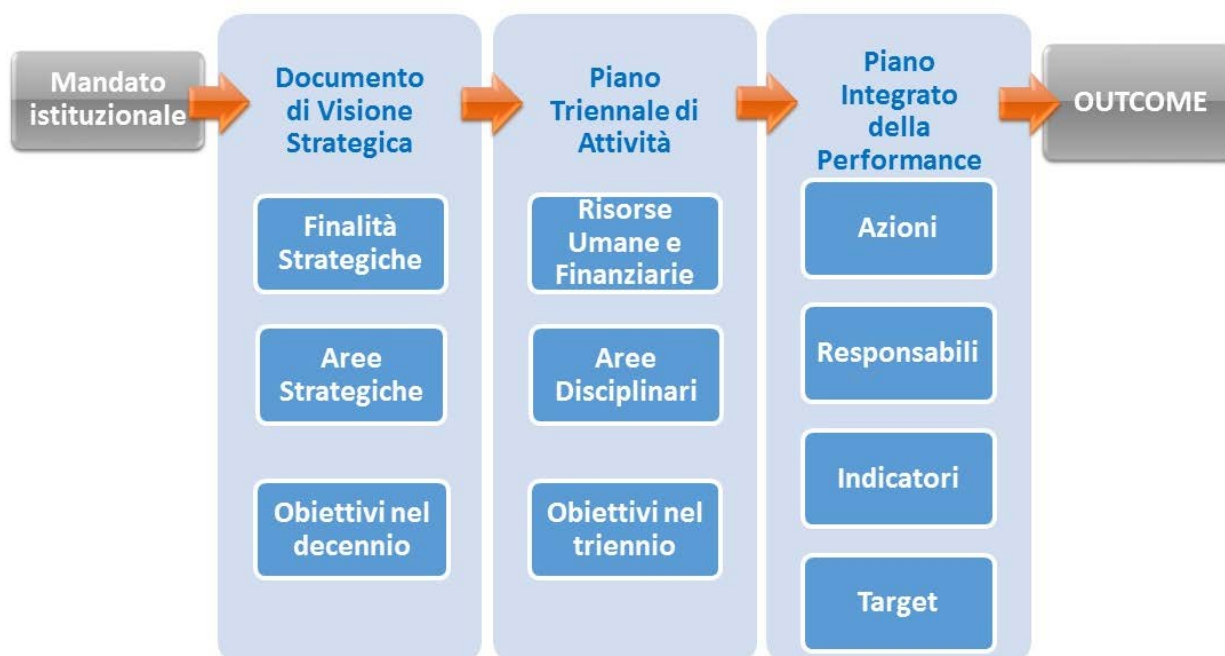 Mandato
istituzionale
Documento
di Visione
Strategica
Finalità
Strategiche
Aree
Strategiche
Obiettivi nel
decennio
Piano
Triennale di
Attività
Risorse
Umane e
Finanziarie
Aree
Disciplinari
Obiettivi nel
triennio
Piano
Integrato
della
Performance
Azioni
Responsabili
Indicatori
Target
OUTCOME